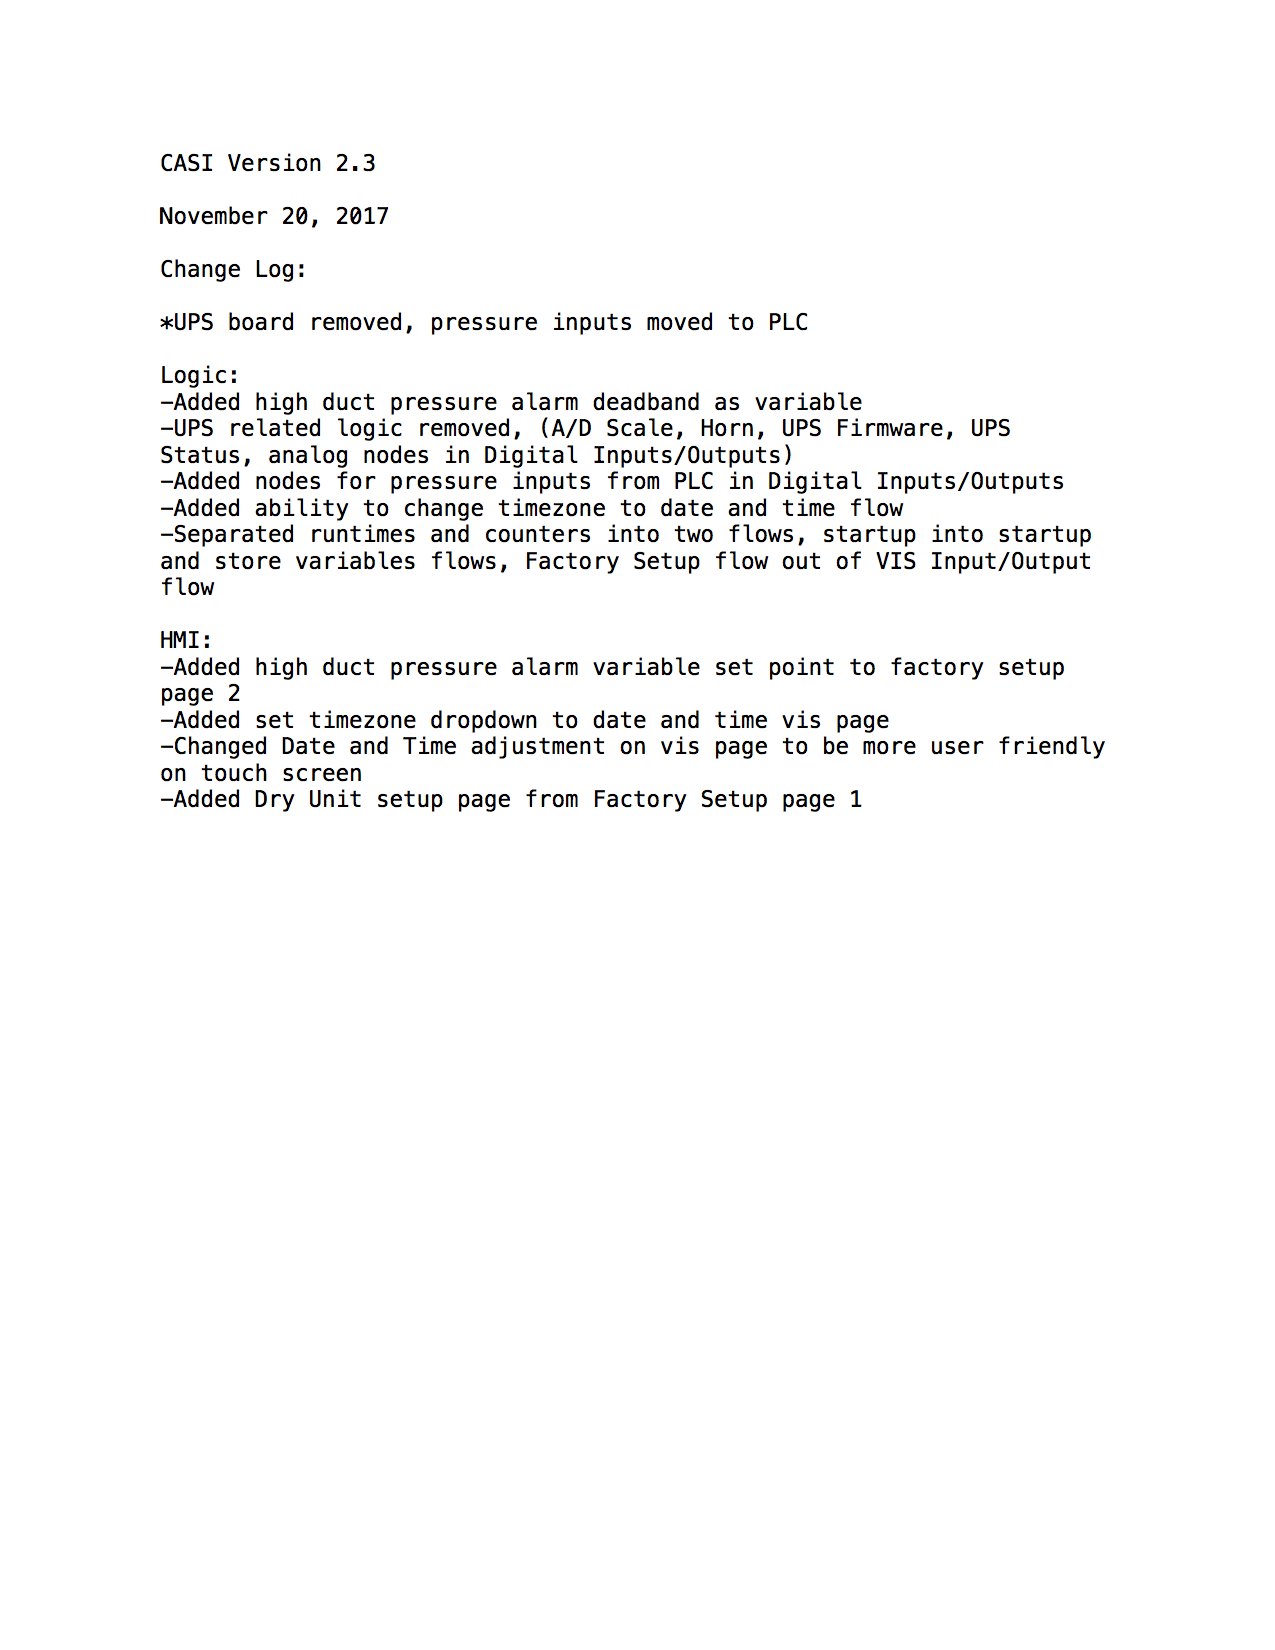 CASI Version 2.3
November 20, 2017
Change Log:
*UPS board removed, pressure inputs moved to PLC
Logic:
-Added high duct pressure alarm deadband as variable
-UPS related logic removed, (A/D Scale, Horn, UPS Firmware, UPS
Status, analog nodes in Digital Inputs/Outputs)
-Added nodes for pressure inputs from PLC in Digital Inputs/Outputs
-Added ability to change timezone to date and time flow
-Separated runtimes and counters into two flows, startup into startup
and store variables flows, Factory Setup flow out of VIS Input/Output
flow
HMI:
-Added high duct pressure alarm variable set point to factory setup
page 2
-Added set timezone dropdown to date and time vis page
-Changed Date and Time adjustment on vis page to be more user friendly
on touch screen
-Added Dry Unit setup page from Factory Setup page 1